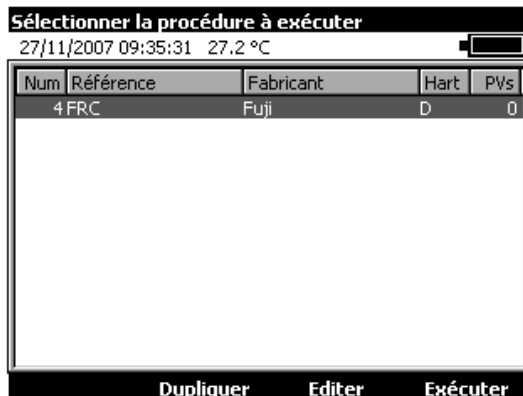 Sélectionner la procédure à exécuter
27/11/2007 09:35:31 27.2 °C
Num Référence Fabricant Hart PVs
4 FRC Fuji D 0
Dupliquer Editer Exécuter